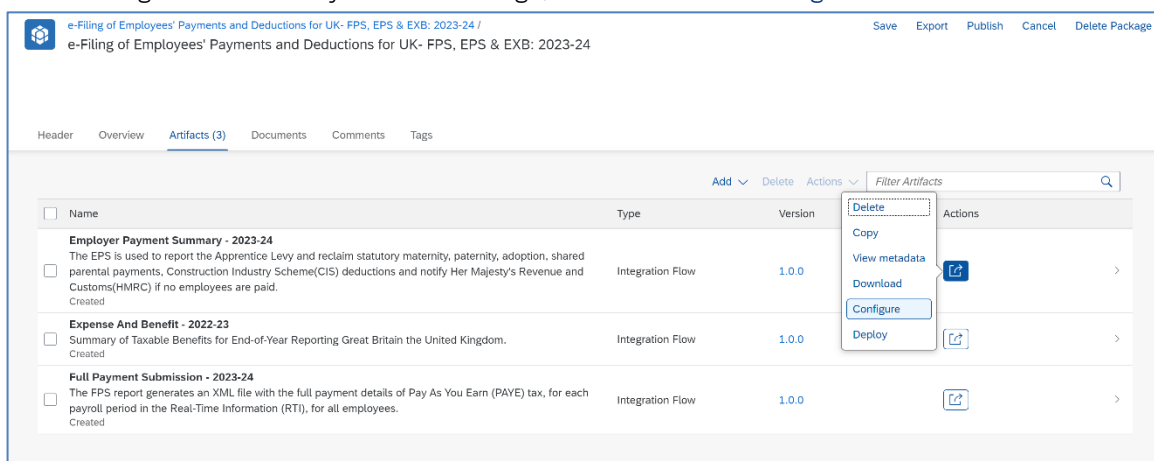 e-Filing of Employees' Payments and Deductions for UK- FPS, EPS & EXB: 2023-24 /
Save Export Publish Cancel Delete Package
e-Filing of Employees' Payments and Deductions for UK- FPS, EPS & EXB: 2023-24
Header Overview Artifacts (3) Documents Comments Tags
Add Delete Actions Filter Artifacts
Name Type Version Actions
Employer Payment Summary - 2023-24
The EPS is used to report the Apprentice Levy and reclaim statutory maternity, paternity, adoption, shared
parental payments, Construction Industry Scheme(CIS) deductions and notify Her Majesty's Revenue and
Customs(HMRC) if no employees are paid.
Created
Integration Flow 1.0.0
Delete
Copy
View metadata
Download
Configure
Deploy
Expense And Benefit - 2022-23
Summary of Taxable Benefits for End-of-Year Reporting Great Britain the United Kingdom.
Created
Integration Flow 1.0.0
Full Payment Submission - 2023-24
The FPS report generates an XML file with the full payment details of Pay As You Earn (PAYE) tax, for each
payroll period in the Real-Time Information (RTI), for all employees.
Created
Integration Flow 1.0.0